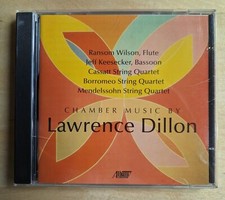 Ransom Wilson, Flute
Jeff Keesecker, Bassoon
Cassatt String Quartet
Borromeo String Quartet
Mendelssohn String Quartet
CHAMBER MUSIC BY
Lawrence Dillon